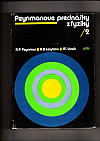 Feynmanove
prednášky
z fyziky
/2
R.P. Feynman R.B. Leighton M. Sands